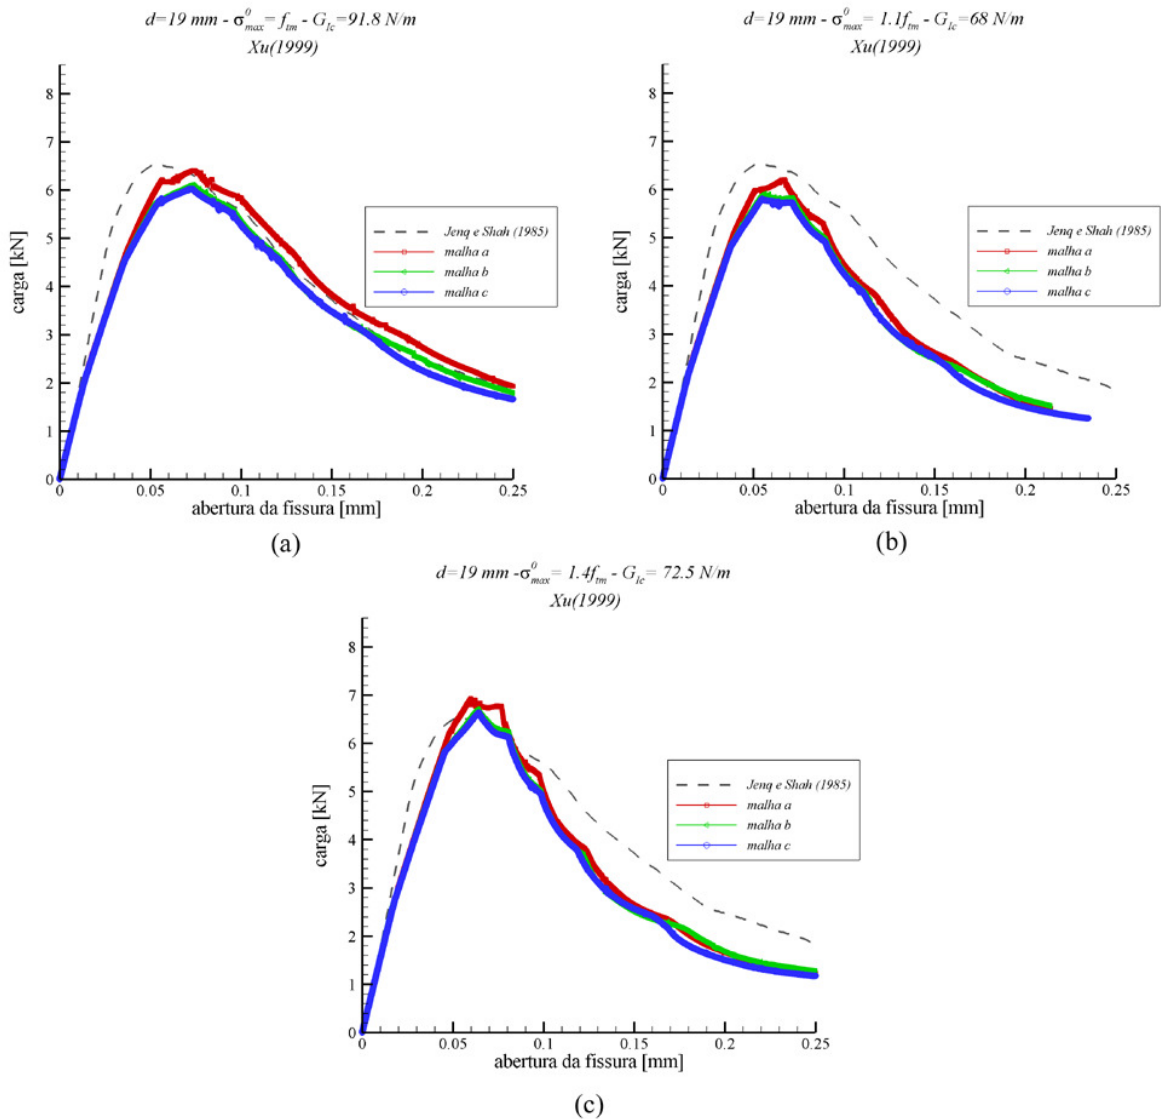 d=19 mm - σ⁰max= ftm - GIc=91.8 N/m
Xu(1999)
carga [kN]
8
7
6
5
4
3
2
1
0
0 0.05 0.1 0.15 0.2 0.25
abertura da fissura [mm]
Jenq e Shah (1985)
malha a
malha b
malha c
(a)
d=19 mm - σ⁰max= 1.1ftm - GIc=68 N/m
Xu(1999)
carga [kN]
8
7
6
5
4
3
2
1
0
0 0.05 0.1 0.15 0.2 0.25
abertura da fissura [mm]
Jenq e Shah (1985)
malha a
malha b
malha c
(b)
d=19 mm -σ⁰max= 1.4ftm - GIc= 72.5 N/m
Xu(1999)
carga [kN]
8
7
6
5
4
3
2
1
0
0 0.05 0.1 0.15 0.2 0.25
abertura da fissura [mm]
Jenq e Shah (1985)
malha a
malha b
malha c
(c)